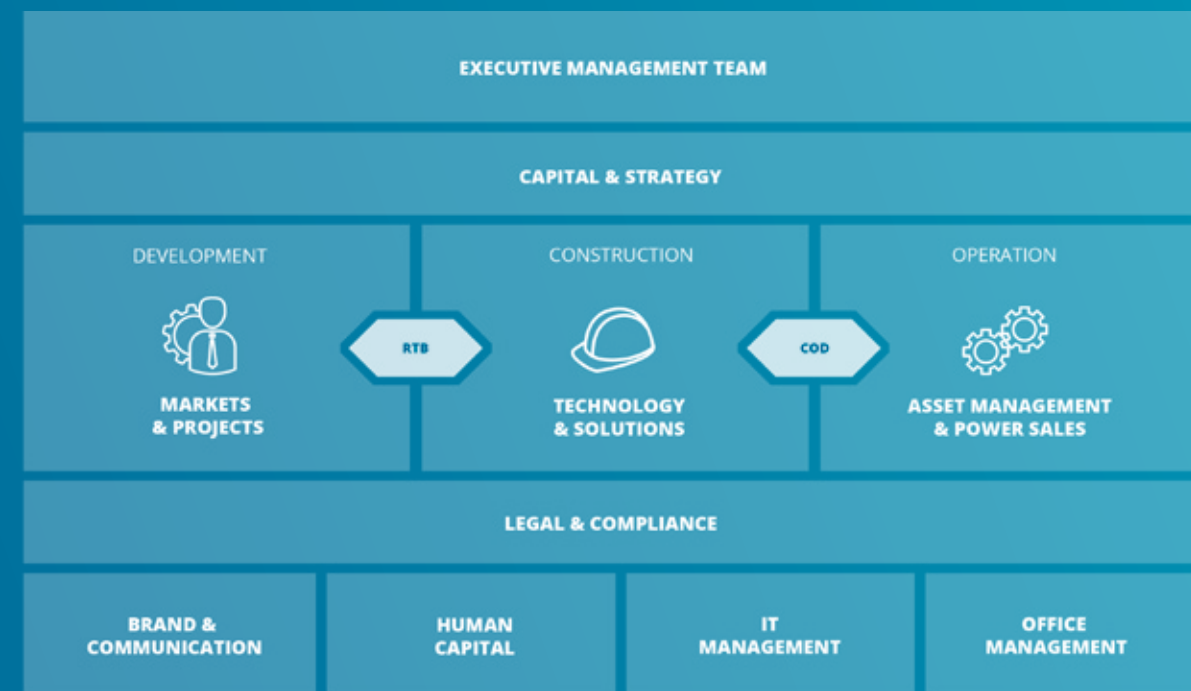 EXECUTIVE MANAGEMENT TEAM
CAPITAL & STRATEGY
DEVELOPMENT
MARKETS
& PROJECTS
RTB
CONSTRUCTION
TECHNOLOGY
& SOLUTIONS
COD
OPERATION
ASSET MANAGEMENT
& POWER SALES
LEGAL & COMPLIANCE
BRAND &
COMMUNICATION
HUMAN
CAPITAL
IT
MANAGEMENT
OFFICE
MANAGEMENT